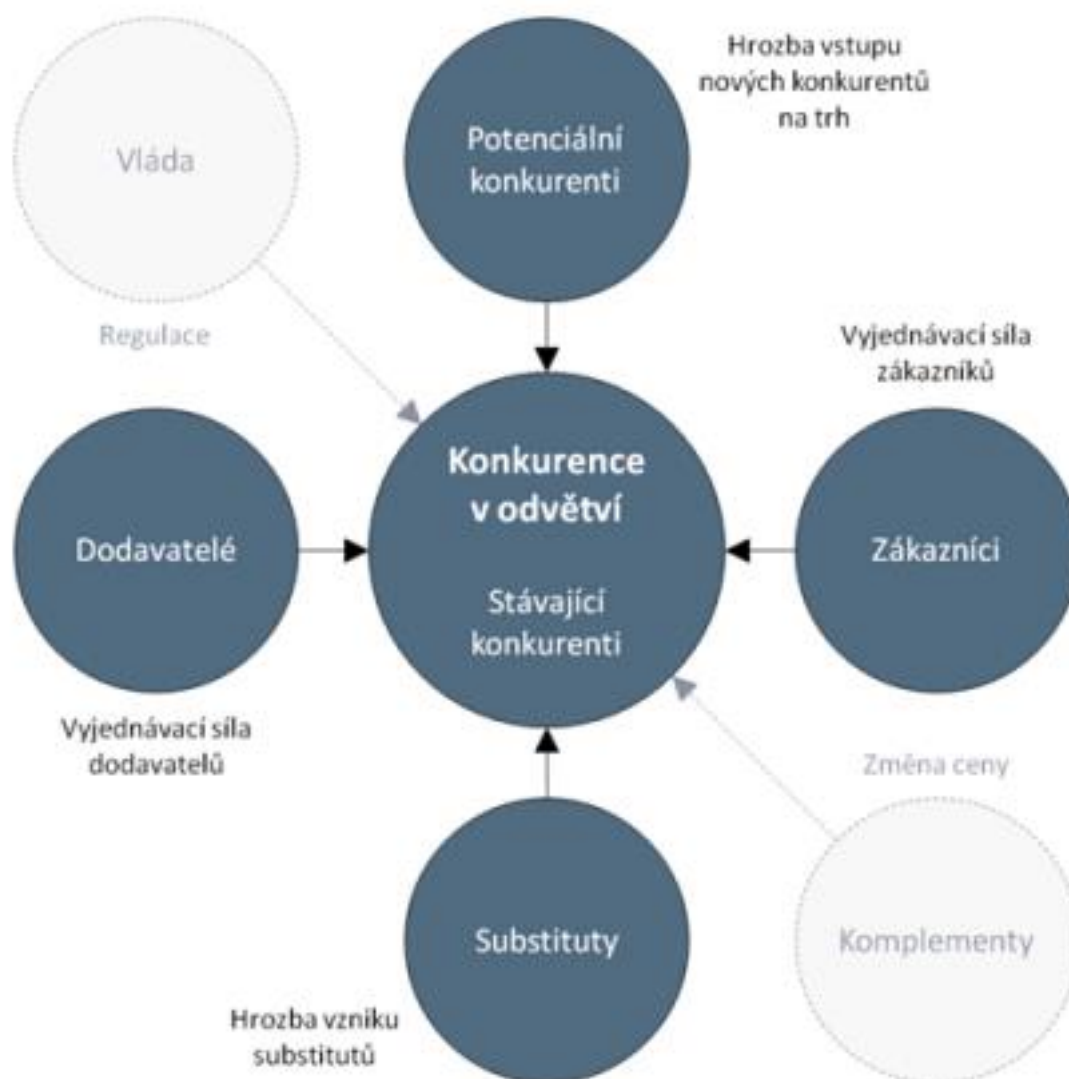 Hrozba vstupu
nových konkurentů
na trh
Potenciální
konkurenti
Vláda
Regulace
Vyjednávací síla
zákazníků
Konkurence
v odvětví
Stávající
konkurenti
Dodavatelé
Zákazníci
Vyjednávací síla
dodavatelů
Změna ceny
Substituty
Komplementy
Hrozba vzniku
substitutů